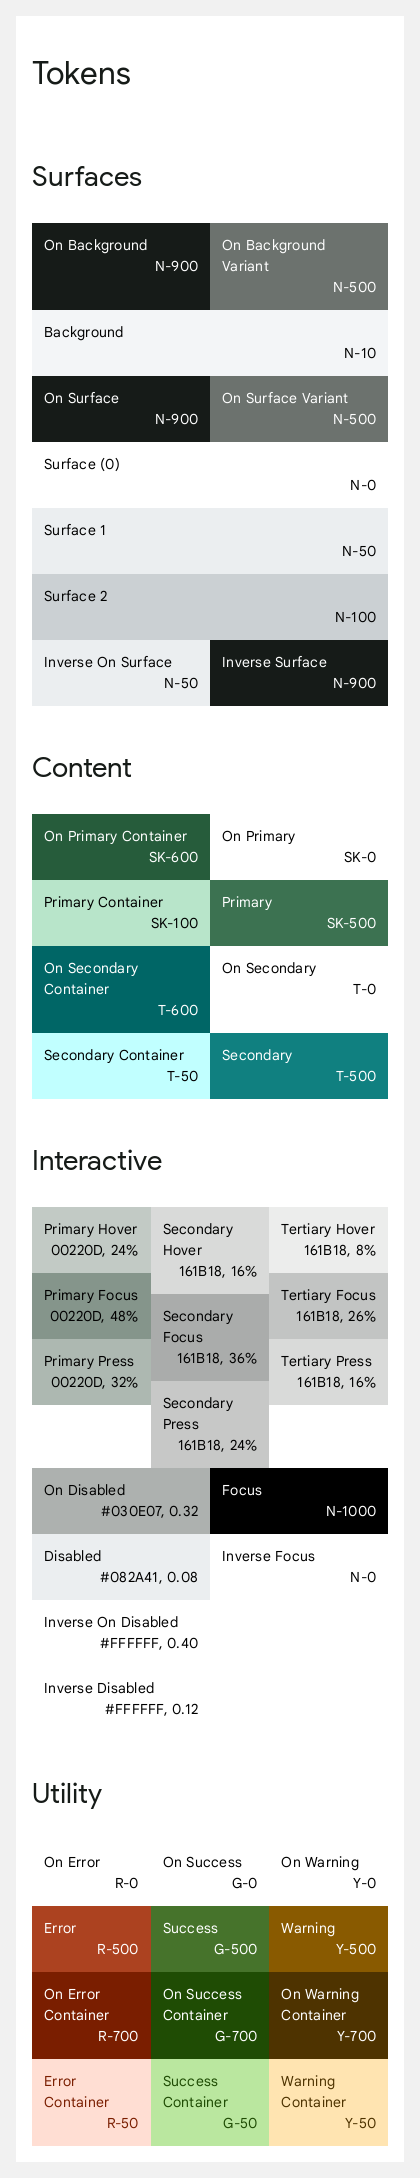 Tokens
Surfaces
On Background
N-900
On Background
Variant
N-500
Background
N-10
On Surface
N-900
On Surface Variant
N-500
Surface (0)
N-0
Surface 1
N-50
Surface 2
N-100
Inverse On Surface
N-50
Inverse Surface
N-900
Content
On Primary Container
SK-600
On Primary
SK-0
Primary Container
SK-100
Primary
SK-500
On Secondary
Container
T-600
On Secondary
T-0
Secondary Container
T-50
Secondary
T-500
Interactive
Primary Hover
00220D, 24%
Primary Focus
00220D, 48%
Primary Press
00220D, 32%
Secondary
Hover
161B18, 16%
Secondary
Focus
161B18, 36%
Secondary
Press
161B18, 24%
Tertiary Hover
161B18, 8%
Tertiary Focus
161B18, 26%
Tertiary Press
161B18, 16%
On Disabled
#030E07, 0.32
Focus
N-1000
Disabled
#082A41, 0.08
Inverse Focus
N-0
Inverse On Disabled
#FFFFFF, 0.40
Inverse Disabled
#FFFFFF, 0.12
Utility
On Error
R-0
On Success
G-0
On Warning
Y-0
Error
R-500
Success
G-500
Warning
Y-500
On Error
Container
R-700
On Success
Container
G-700
On Warning
Container
Y-700
Error
Container
R-50
Success
Container
G-50
Warning
Container
Y-50